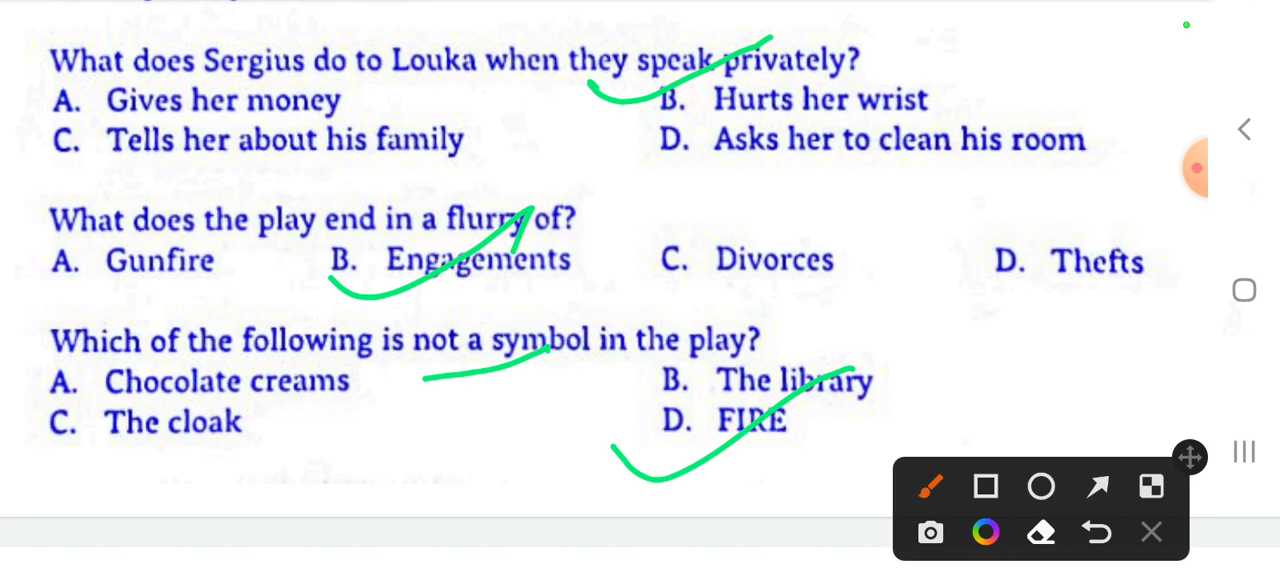 What does Sergius do to Louka when they speak privately?
A. Gives her money B. Hurts her wrist
C. Tells her about his family D. Asks her to clean his room
What does the play end in a flurry of?
A. Gunfire B. Engagements C. Divorces D. Thefts
Which of the following is not a symbol in the play?
A. Chocolate creams B. The library
C. The cloak D. FIRE